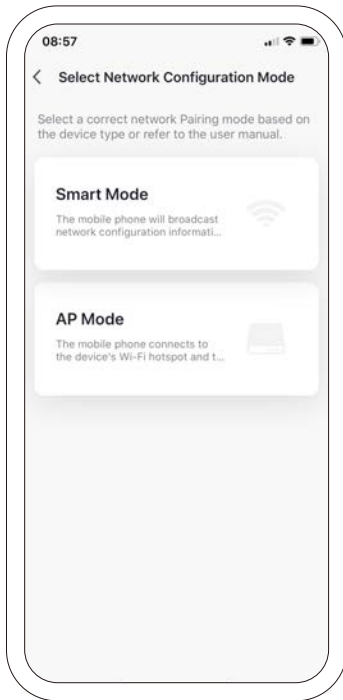 08:57
Select Network Configuration Mode
Select a correct network Pairing mode based on
the device type or refer to the user manual.
Smart Mode
The mobile phone will broadcast
network configuration informati...
AP Mode
The mobile phone connects to
the device's Wi-Fi hotspot and t...